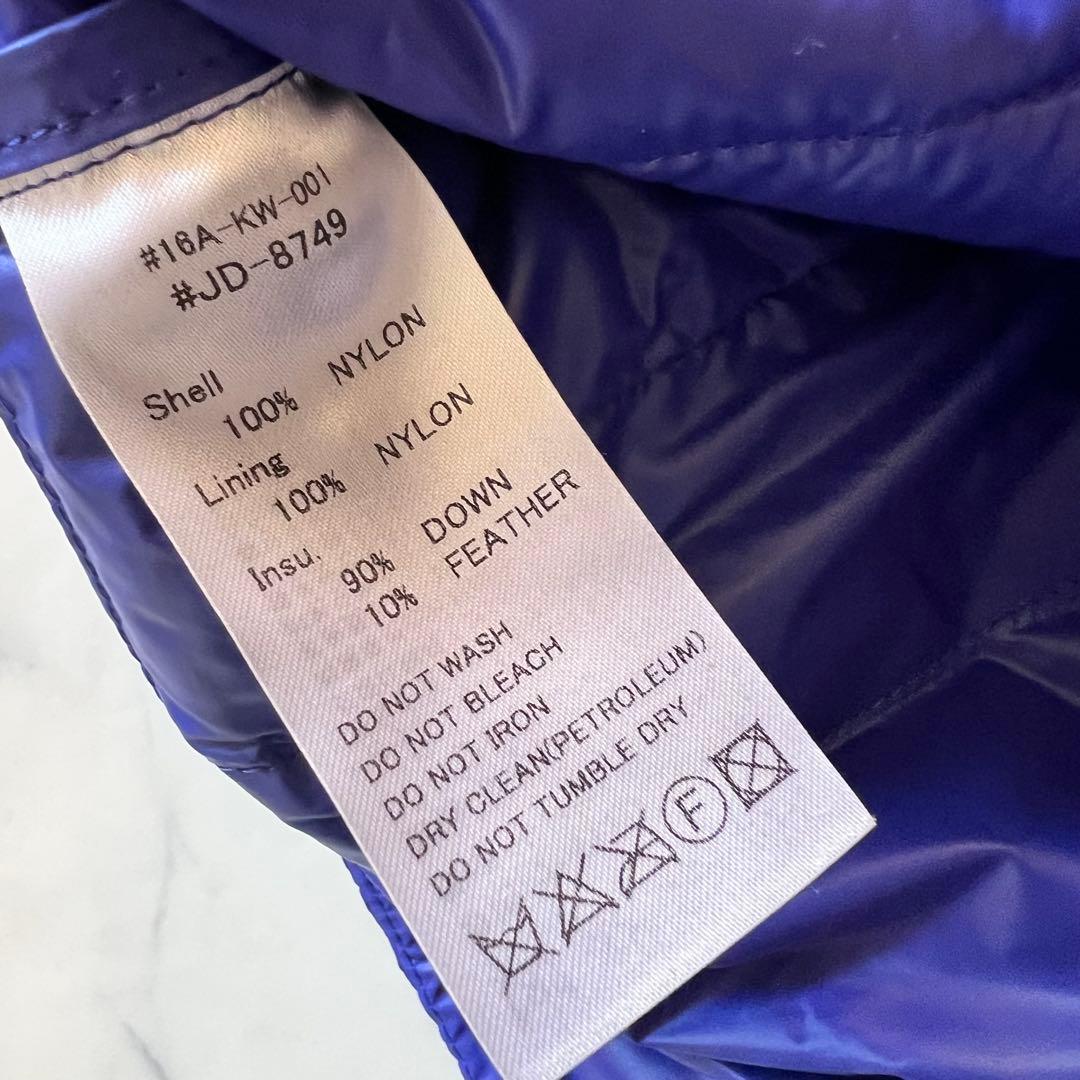 #16A-KW-001
#JD-8749
Shell
100% NYLON
Lining
100% NYLON
Insu.
90% DOWN
10% FEATHER
DO NOT WASH
DO NOT BLEACH
DO NOT IRON
DRY CLEAN(PETROLEUM)
DO NOT TUMBLE DRY
F